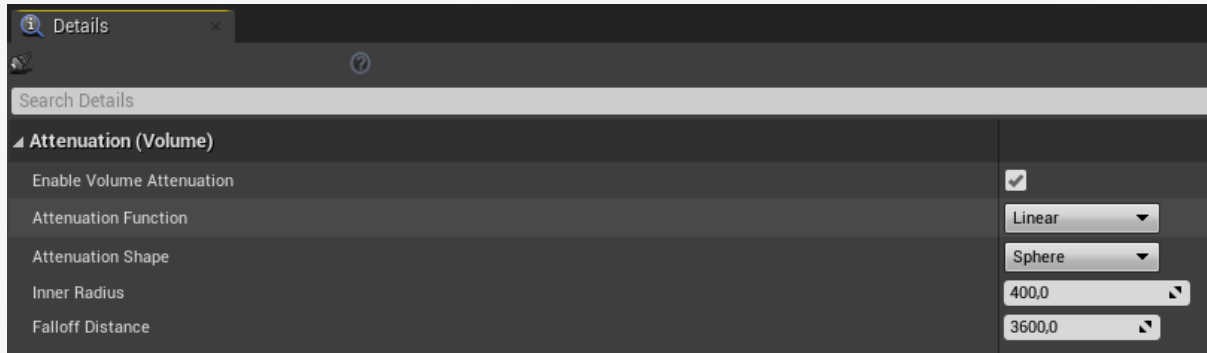 Details
Search Details
Attenuation (Volume)
Enable Volume Attenuation
Attenuation Function Linear
Attenuation Shape Sphere
Inner Radius 400,0
Falloff Distance 3600,0